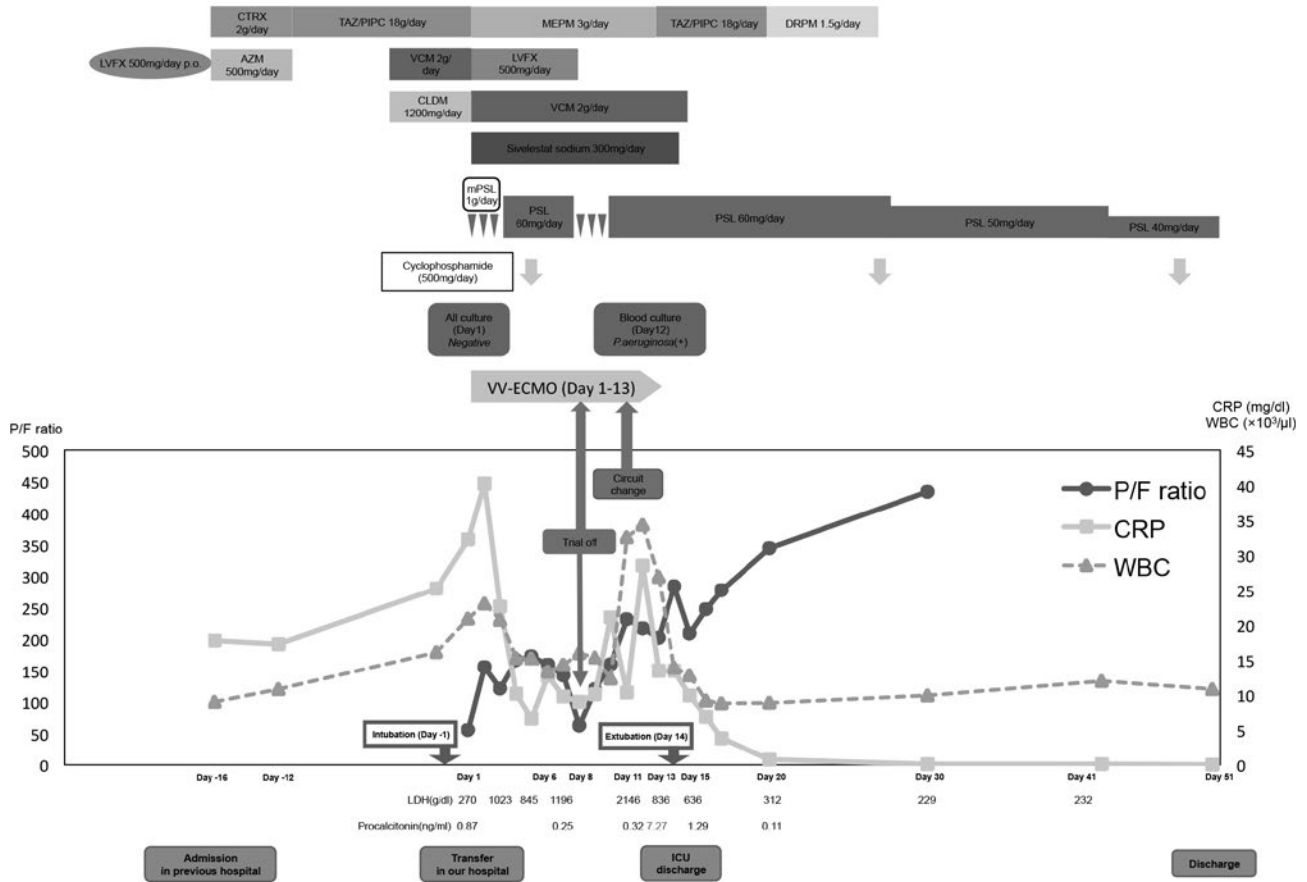 CTRX
2g/day
TAZ/PIPC 18g/day
MEPM 3g/day
TAZ/PIPC 18g/day
DRPM 1.5g/day
LVFX 500mg/day p.o.
AZM
500mg/day
VCM 2g/
day
LVFX
500mg/day
CLDM
1200mg/day
VCM 2g/day
Sivelestat sodium 300mg/day
mPSL
1g/day
PSL
60mg/day
PSL 60mg/day
PSL 50mg/day
PSL 40mg/day
Cyclophosphamide
(500mg/day)
All culture
(Day1)
Negative
Blood culture
(Day12)
P.aeruginosa(+)
VV-ECMO (Day 1-13)
P/F ratio
CRP (mg/dl)
WBC (×10³/μl)
500
450
400
350
300
250
200
150
100
50
0
45
40
35
30
25
20
15
10
5
0
Circuit
change
Trial off
P/F ratio
CRP
WBC
Intubation (Day -1)
Extubation (Day 14)
Day -16 Day -12 Day 1 Day 6 Day 8 Day 11 Day 13 Day 15 Day 20 Day 30 Day 41 Day 51
LDH(g/dl) 270 1023 845 1196 2146 836 636 312 229 232
Procalcitonin(ng/ml) 0.87 0.25 0.32 7.27 1.29 0.11
Admission
in previous hospital
Transfer
in our hospital
ICU
discharge
Discharge